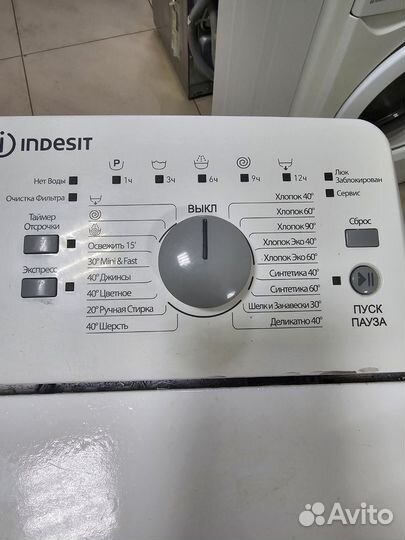 INDESIT
P
1ч 3ч 6ч 9ч 12ч
Нет Воды
Очистка Фильтра
Люк
Заблокирован
Сервис
Таймер
Отсрочки
Экспресс
ВЫКЛ
Освежить 15'
30° Mini & Fast
40° Джинсы
40° Цветное
20° Ручная Стирка
40° Шерсть
Хлопок 40°
Хлопок 60°
Хлопок 90°
Хлопок Эко 40°
Хлопок Эко 60°
Синтетика 40°
Синтетика 60°
Шелк и Занавески 30°
Деликатно 40°
Сброс
ПУСК
ПАУЗА
Avito